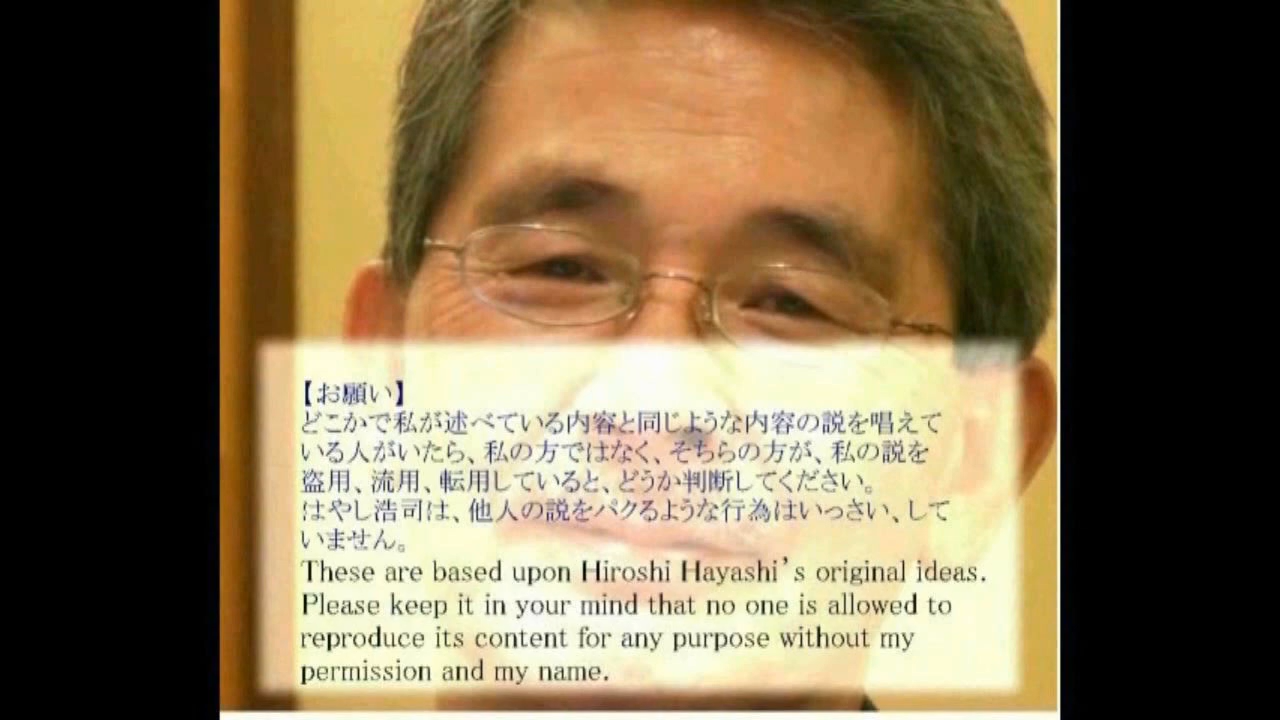 【お願い】
どこかで私が述べている内容と同じような内容の説を唱えて
いる人がいたら、私の方ではなく、そちらの方が、私の説を
盗用、流用、転用していると、どうか判断してください。
はやし浩司は、他人の説をパクるような行為はいっさい、して
いません。
These are based upon Hiroshi Hayashi’s original ideas.
Please keep it in your mind that no one is allowed to
reproduce its content for any purpose without my
permission and my name.